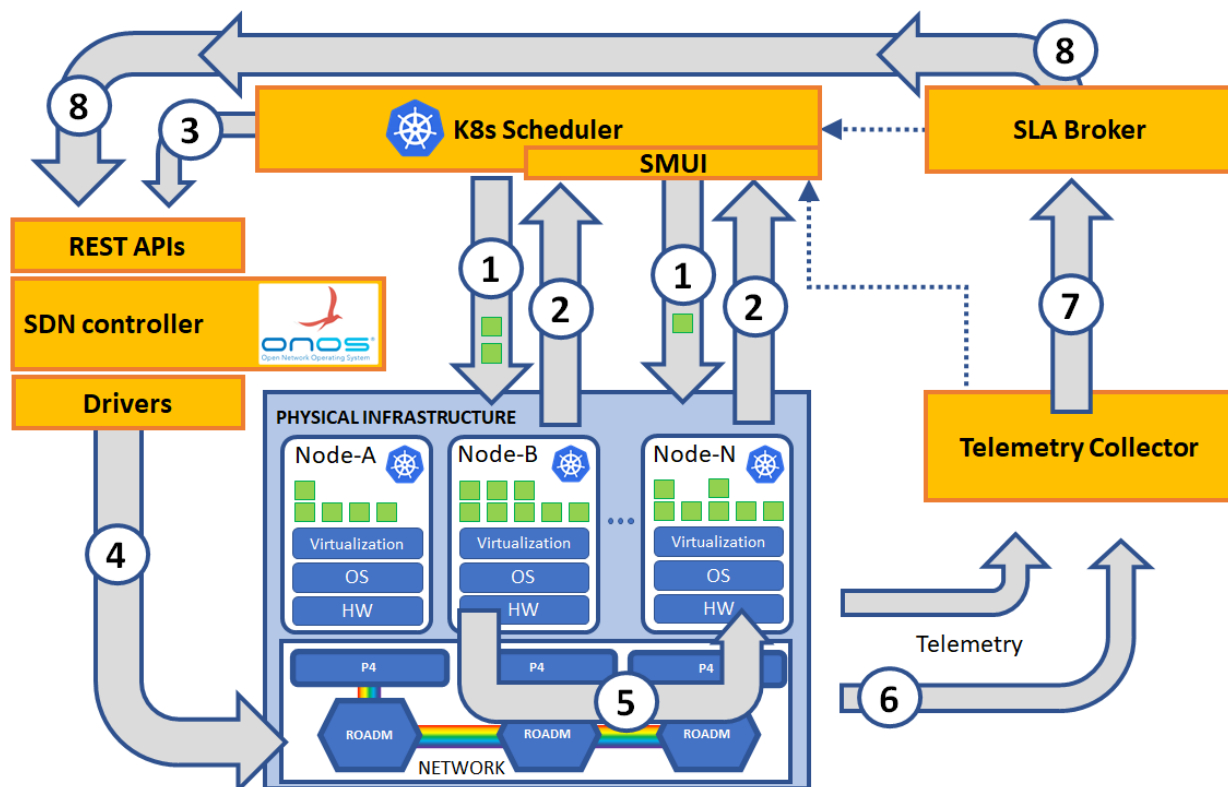 8
8
3
K8s Scheduler
SMUI
SLA Broker
REST APIs
SDN controller
ONOS®
Open Network Operating System
Drivers
1
2
1
2
7
PHYSICAL INFRASTRUCTURE
Telemetry Collector
Node-A
Virtualization
OS
HW
Node-B
Virtualization
OS
HW
...
Node-N
Virtualization
OS
HW
4
Telemetry
6
P4
P4
P4
5
ROADM
ROADM
ROADM
NETWORK